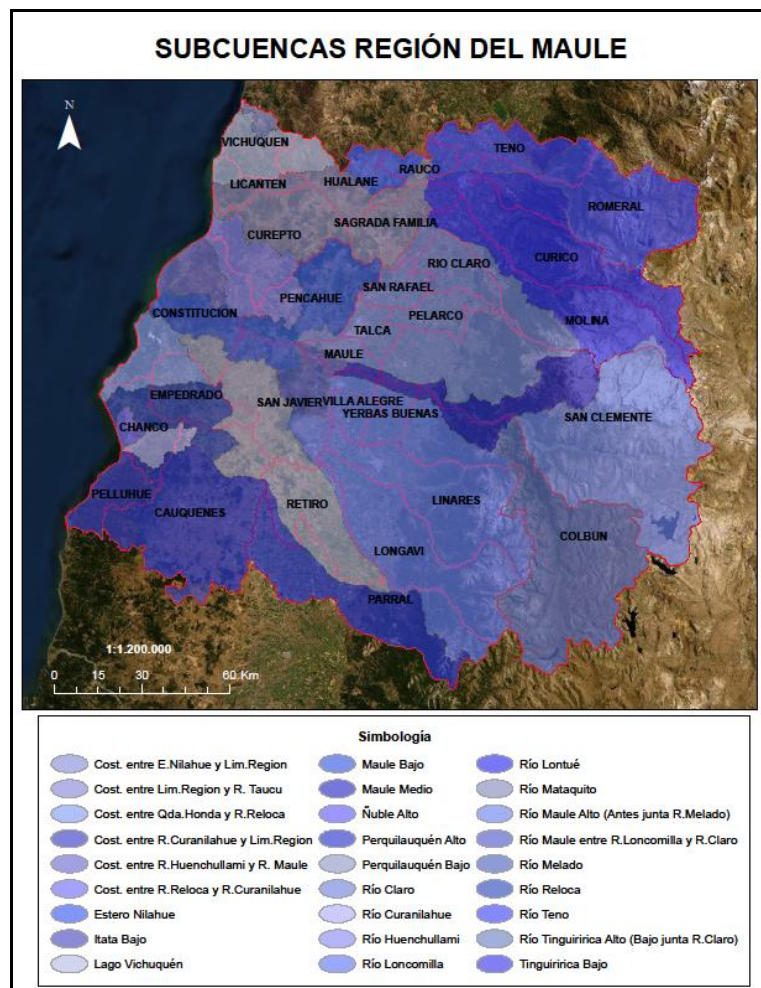 SUBCUENCAS REGIÓN DEL MAULE
N
VICHUQUEN
TENO
RAUCO
HUALANE
LICANTEN
ROMERAL
SAGRADA FAMILIA
CUREPTO
CURICO
RIO CLARO
SAN RAFAEL
PENCAHUE
CONSTITUCION
PELARCO
MOLINA
TALCA
MAULE
EMPEDRADO
SAN JAVIER
VILLA ALEGRE
YERBAS BUENAS
SAN CLEMENTE
CHANCO
PELLUHUE
CAUQUENES
RETIRO
LINARES
COLBUN
LONGAVI
PARRAL
1:1.200.000
0 15 30 60 Km
Simbología
Cost. entre E.Nilahue y Lim.Region
Cost. entre Lim.Region y R. Taucu
Cost. entre Qda.Honda y R.Reloca
Cost. entre R.Curanilahue y Lim.Region
Cost. entre R.Huenchullami y R. Maule
Cost. entre R.Reloca y R.Curanilahue
Estero Nilahue
Itata Bajo
Lago Vichuquén
Maule Bajo
Maule Medio
Ñuble Alto
Perquilauquén Alto
Perquilauquén Bajo
Río Claro
Río Curanilahue
Río Huenchullami
Río Loncomilla
Río Lontué
Río Mataquito
Río Maule Alto (Antes junta R.Melado)
Río Maule entre R.Loncomilla y R.Claro
Río Melado
Río Reloca
Río Teno
Río Tinguiririca Alto (Bajo junta R.Claro)
Tinguiririca Bajo